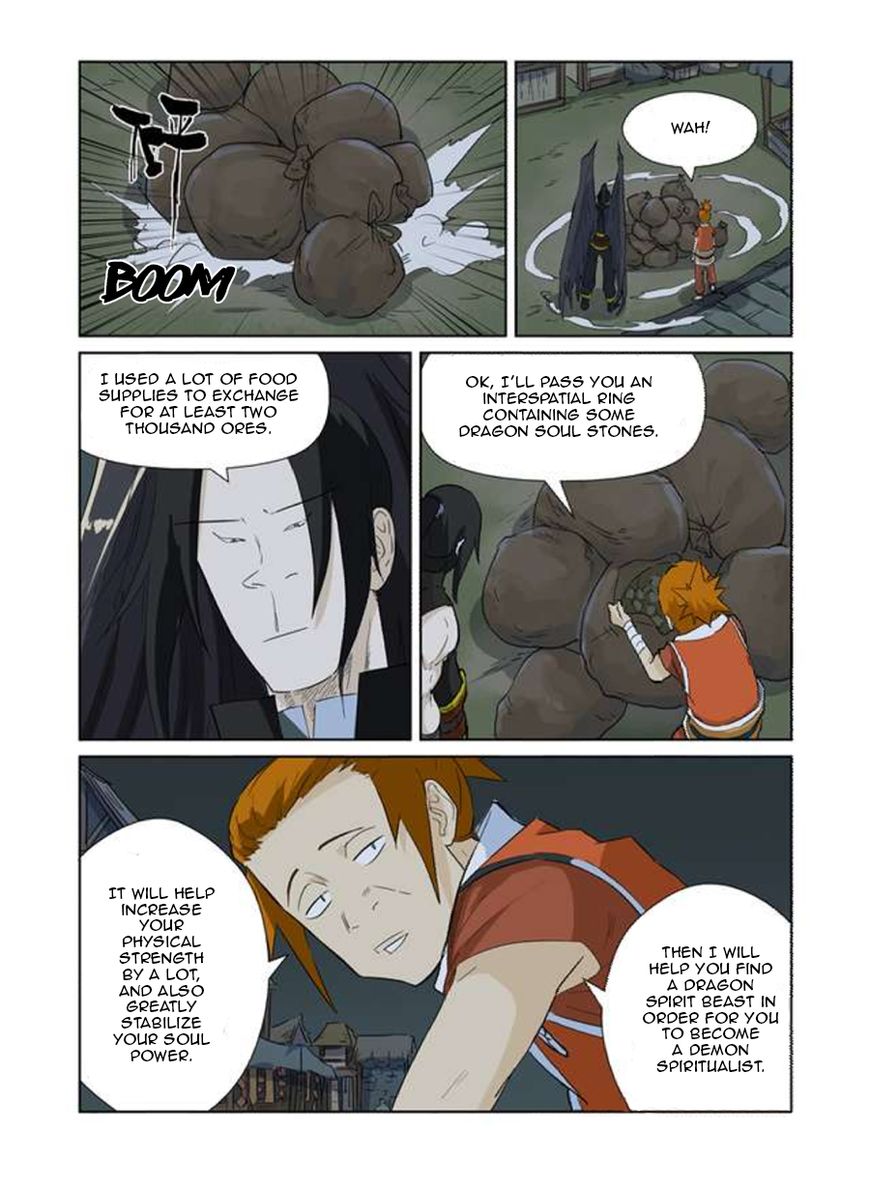 BOOM
WAH!
I USED A LOT OF FOOD
SUPPLIES TO EXCHANGE
FOR AT LEAST TWO
THOUSAND ORES.
OK, I'LL PASS YOU AN
INTERSPATIAL RING
CONTAINING SOME
DRAGON SOUL STONES.
IT WILL HELP
INCREASE
YOUR
PHYSICAL
STRENGTH
BY A LOT,
AND ALSO
GREATLY
STABILIZE
YOUR SOUL
POWER.
THEN I WILL
HELP YOU FIND
A DRAGON
SPIRIT BEAST IN
ORDER FOR YOU
TO BECOME
A DEMON
SPIRITUALIST.